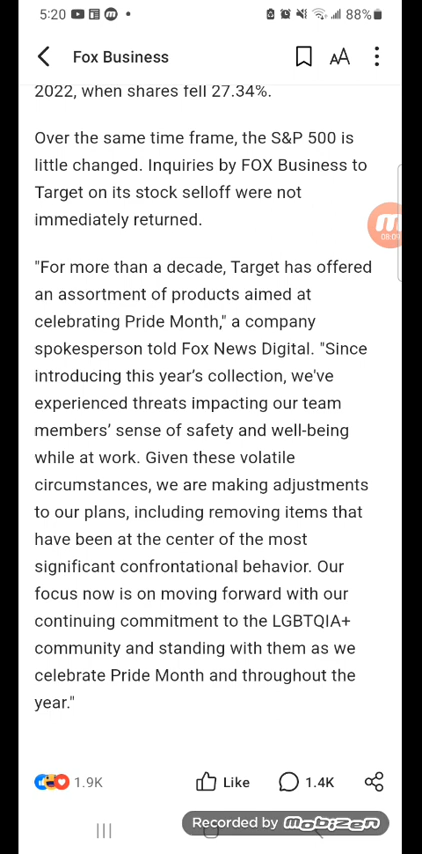 5:20
88%
Fox Business
AA
2022, when shares fell 27.34%.
Over the same time frame, the S&P 500 is
little changed. Inquiries by FOX Business to
Target on its stock selloff were not
immediately returned.
08:09
"For more than a decade, Target has offered
an assortment of products aimed at
celebrating Pride Month," a company
spokesperson told Fox News Digital. "Since
introducing this year’s collection, we've
experienced threats impacting our team
members’ sense of safety and well-being
while at work. Given these volatile
circumstances, we are making adjustments
to our plans, including removing items that
have been at the center of the most
significant confrontational behavior. Our
focus now is on moving forward with our
continuing commitment to the LGBTQIA+
community and standing with them as we
celebrate Pride Month and throughout the
year."
1.9K Like 1.4K
Recorded by mobizen